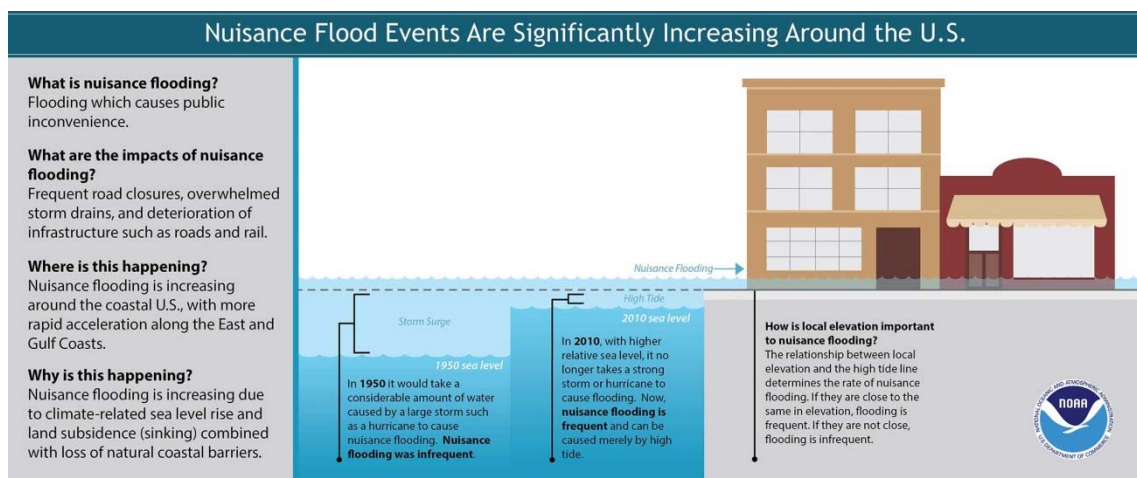 Nuisance Flood Events Are Significantly Increasing Around the U.S.
What is nuisance flooding?
Flooding which causes public
inconvenience.
What are the impacts of nuisance
flooding?
Frequent road closures, overwhelmed
storm drains, and deterioration of
infrastructure such as roads and rail.
Where is this happening?
Nuisance flooding is increasing
around the coastal U.S., with more
rapid acceleration along the East and
Gulf Coasts.
Why is this happening?
Nuisance flooding is increasing due
to climate-related sea level rise and
land subsidence (sinking) combined
with loss of natural coastal barriers.
Nuisance Flooding
Storm Surge
1950 sea level
In 1950 it would take a
considerable amount of water
caused by a large storm such
as a hurricane to cause
nuisance flooding. Nuisance
flooding was infrequent.
High Tide
2010 sea level
In 2010, with higher
relative sea level, it no
longer takes a strong
storm or hurricane to
cause flooding. Now,
nuisance flooding is
frequent and can be
caused merely by high
tide.
How is local elevation important
to nuisance flooding?
The relationship between local
elevation and the high tide line
determines the rate of nuisance
flooding. If they are close to the
same in elevation, flooding is
frequent. If they are not close,
flooding is infrequent.
NATIONAL OCEANIC AND ATMOSPHERIC ADMINISTRATION
NOAA
U.S. DEPARTMENT OF COMMERCE